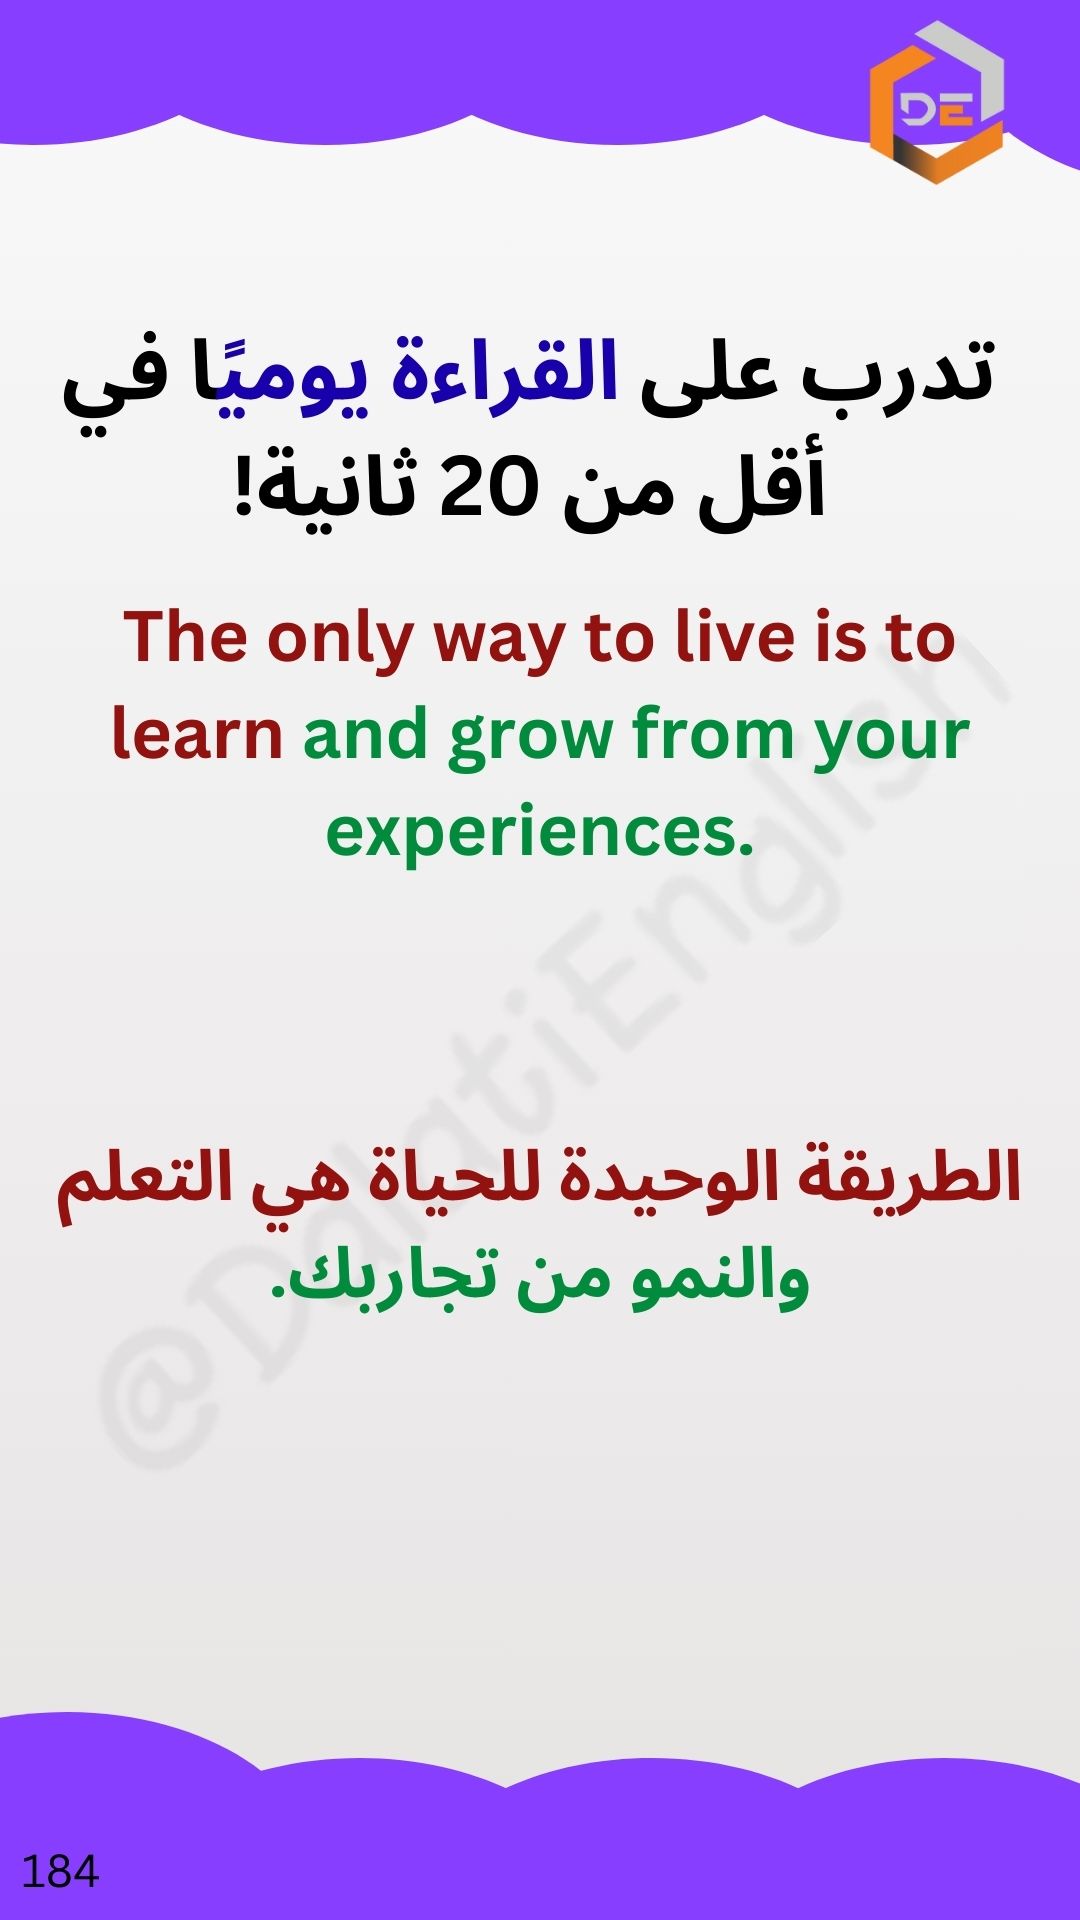 DE
تدرب على القراءة يوميًا في
أقل من 20 ثانية!
The only way to live is to
learn and grow from your
experiences.
الطريقة الوحيدة للحياة هي التعلم
والنمو من تجاربك.
@DalatiEnglish
184